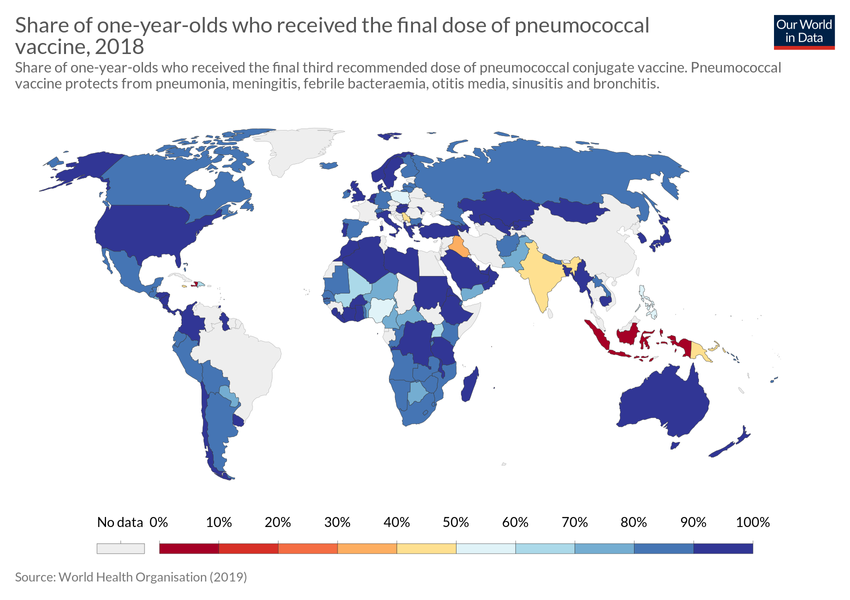 Share of one-year-olds who received the final dose of pneumococcal
vaccine, 2018
Our World
in Data
Share of one-year-olds who received the final third recommended dose of pneumococcal conjugate vaccine. Pneumococcal
vaccine protects from pneumonia, meningitis, febrile bacteraemia, otitis media, sinusitis and bronchitis.
No data 0% 10% 20% 30% 40% 50% 60% 70% 80% 90% 100%
Source: World Health Organisation (2019)